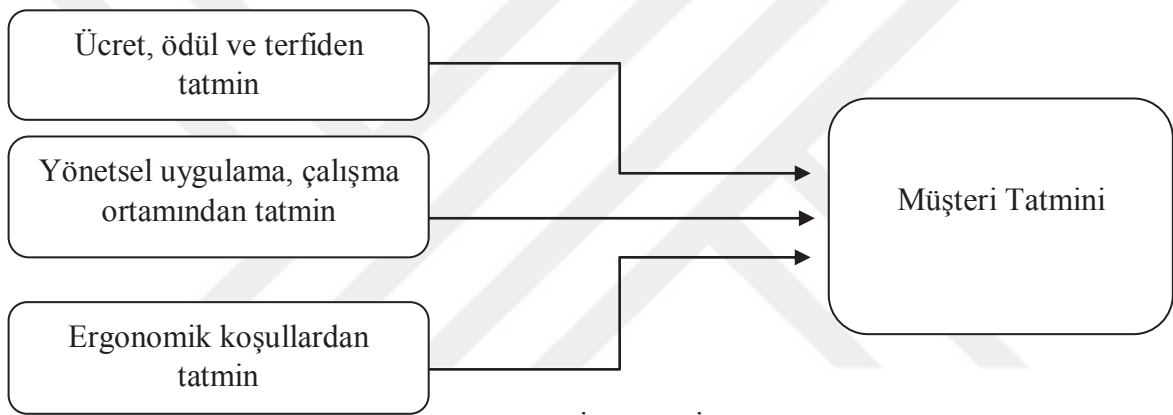 Ücret, ödül ve terfiden
tatmin
Yönetsel uygulama, çalışma
ortamından tatmin
Müşteri Tatmini
Ergonomik koşullardan
tatmin